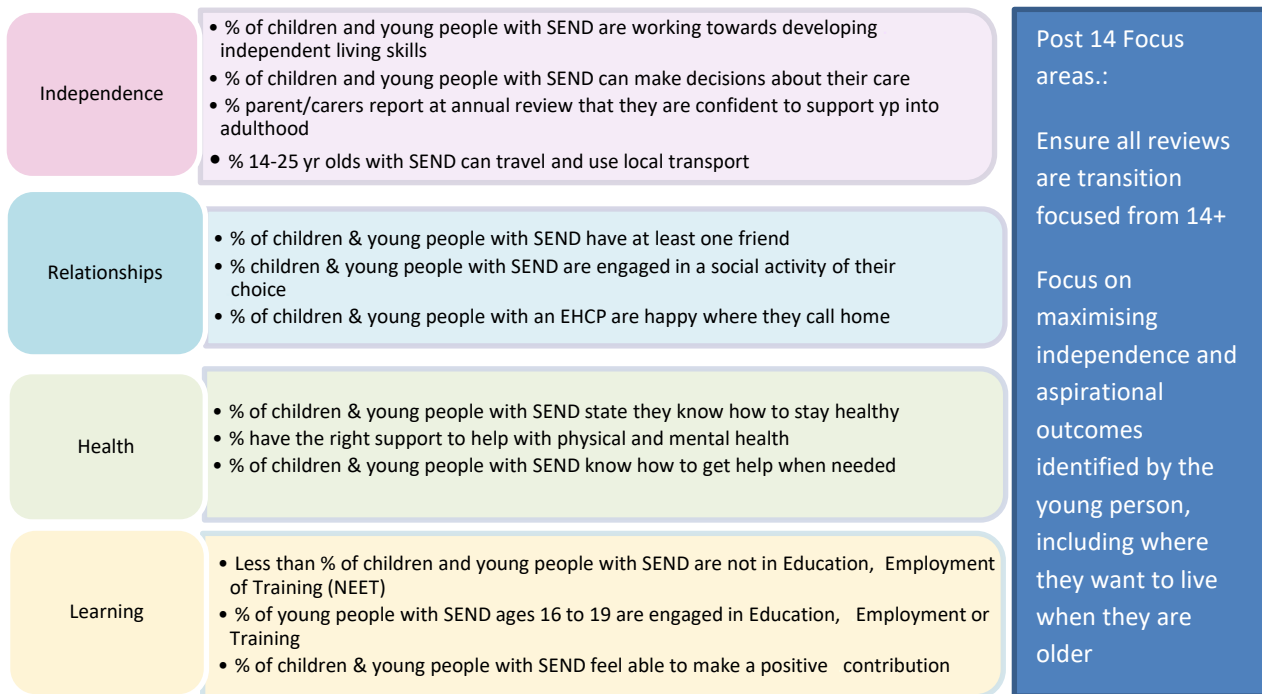 Independence
• % of children and young people with SEND are working towards developing
independent living skills
• % of children and young people with SEND can make decisions about their care
• % parent/carers report at annual review that they are confident to support yp into
adulthood
• % 14-25 yr olds with SEND can travel and use local transport
Relationships
• % of children & young people with SEND have at least one friend
• % children & young people with SEND are engaged in a social activity of their
choice
• % of children & young people with an EHCP are happy where they call home
Health
• % of children & young people with SEND state they know how to stay healthy
• % have the right support to help with physical and mental health
• % of children & young people with SEND know how to get help when needed
Learning
• Less than % of children and young people with SEND are not in Education, Employment
of Training (NEET)
• % of young people with SEND ages 16 to 19 are engaged in Education, Employment or
Training
• % of children & young people with SEND feel able to make a positive contribution
Post 14 Focus
areas.:
Ensure all reviews
are transition
focused from 14+
Focus on
maximising
independence and
aspirational
outcomes
identified by the
young person,
including where
they want to live
when they are
older